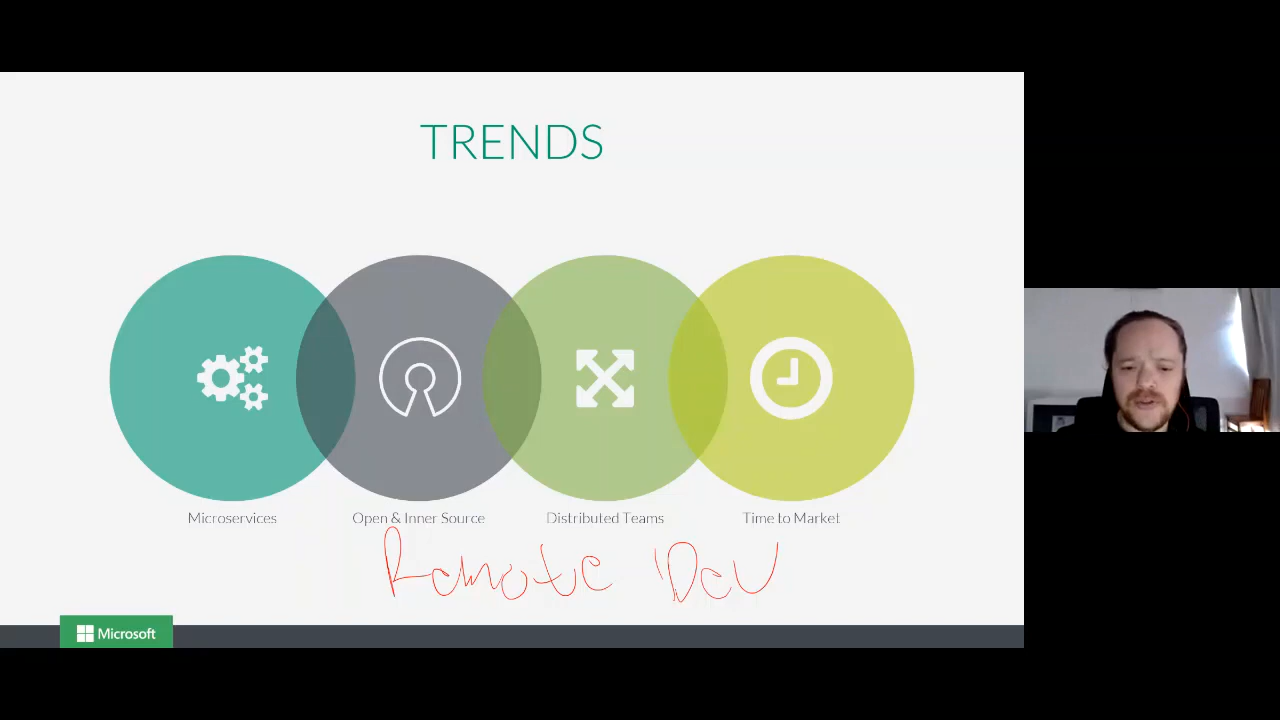 TRENDS
Microservices
Open & Inner Source
Distributed Teams
Time to Market
Remote Dev
Microsoft